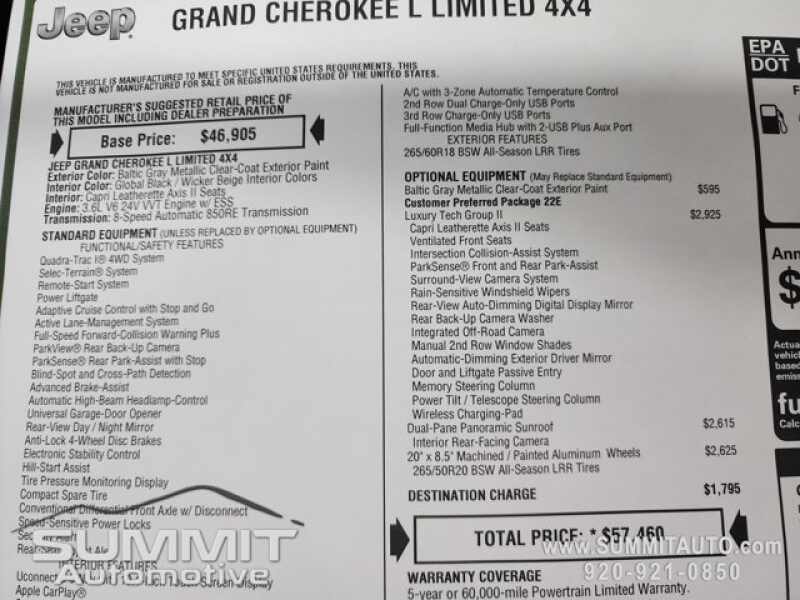 Jeep
GRAND CHEROKEE L LIMITED 4X4
THIS VEHICLE IS MANUFACTURED TO MEET SPECIFIC UNITED STATES REQUIREMENTS. THIS
VEHICLE IS NOT MANUFACTURED FOR SALE OR REGISTRATION OUTSIDE OF THE UNITED STATES.
MANUFACTURER'S SUGGESTED RETAIL PRICE OF
THIS MODEL INCLUDING DEALER PREPARATION
Base Price: $46,905
JEEP GRAND CHEROKEE L LIMITED 4X4
Exterior Color: Baltic Gray Metallic Clear-Coat Exterior Paint
Interior Color: Global Black / Wicker Beige Interior Colors
Interior: Capri Leatherette Axis II Seats
Engine: 3.6L V6 24V VVT Engine w/ ESS
Transmission: 8-Speed Automatic 850RE Transmission
STANDARD EQUIPMENT (UNLESS REPLACED BY OPTIONAL EQUIPMENT)
FUNCTIONAL/SAFETY FEATURES
Quadra-Trac I® 4WD System
Selec-Terrain® System
Remote-Start System
Power Liftgate
Adaptive Cruise Control with Stop and Go
Active Lane-Management System
Full-Speed Forward-Collision Warning Plus
ParkView® Rear Back-Up Camera
ParkSense® Rear Park-Assist with Stop
Blind-Spot and Cross-Path Detection
Advanced Brake-Assist
Automatic High-Beam Headlamp-Control
Universal Garage-Door Opener
Rear-View Day / Night Mirror
Anti-Lock 4-Wheel Disc Brakes
Electronic Stability Control
Hill-Start Assist
Tire Pressure Monitoring Display
Compact Spare Tire
Conventional Differential Front Axle w/ Disconnect
Speed-Sensitive Power Locks
INTERIOR FEATURES
Apple CarPlay®
A/C with 3-Zone Automatic Temperature Control
2nd Row Dual Charge-Only USB Ports
3rd Row Charge-Only USB Ports
Full-Function Media Hub with 2-USB Plus Aux Port
EXTERIOR FEATURES
265/60R18 BSW All-Season LRR Tires
OPTIONAL EQUIPMENT (May Replace Standard Equipment)
Baltic Gray Metallic Clear-Coat Exterior Paint $595
Customer Preferred Package 22E
Luxury Tech Group II $2,925
Capri Leatherette Axis II Seats
Ventilated Front Seats
Intersection Collision-Assist System
ParkSense® Front and Rear Park-Assist
Surround-View Camera System
Rain-Sensitive Windshield Wipers
Rear-View Auto-Dimming Digital Display Mirror
Rear Back-Up Camera Washer
Integrated Off-Road Camera
Manual 2nd Row Window Shades
Automatic-Dimming Exterior Driver Mirror
Door and Liftgate Passive Entry
Memory Steering Column
Power Tilt / Telescope Steering Column
Wireless Charging-Pad
Dual-Pane Panoramic Sunroof $2,615
Interior Rear-Facing Camera
20" x 8.5" Machined / Painted Aluminum Wheels $2,625
265/50R20 BSW All-Season LRR Tires
DESTINATION CHARGE $1,795
TOTAL PRICE: * $57,460
WARRANTY COVERAGE
5-year or 60,000-mile Powertrain Limited Warranty.
EPA
DOT
Ann
$
Actua
vehicl
based
emiss
fu
Calc
SUMMIT
Automotive
www.SUMMITAUTO.com
920-921-0850